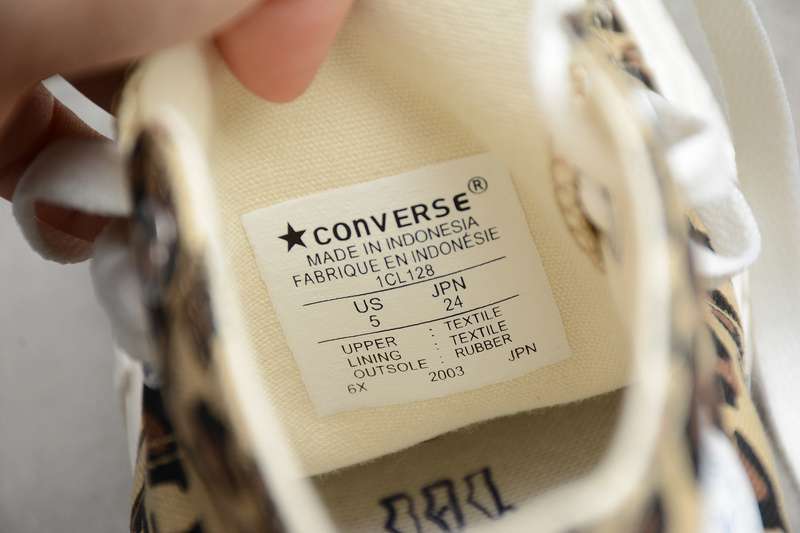 ★CONVERSE®
MADE IN INDONESIA
FABRIQUE EN INDONÉSIE
1CL128
US JPN
5 24
UPPER : TEXTILE
LINING : TEXTILE
OUTSOLE : RUBBER
6X 2003 JPN